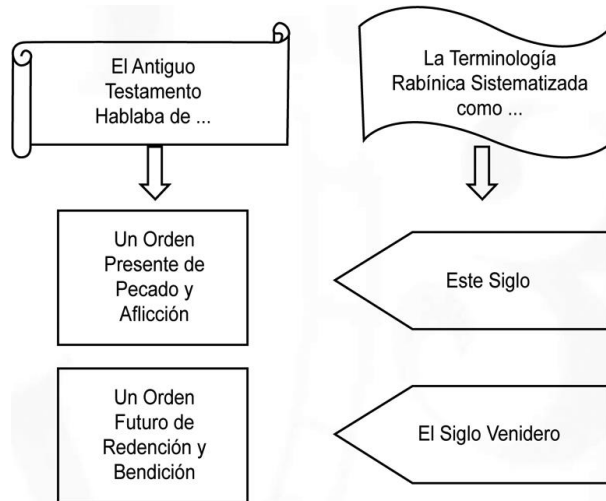 El Antiguo
Testamento
Hablaba de ...
La Terminología
Rabínica Sistematizada
como ...
Un Orden
Presente de
Pecado y
Aflicción
Este Siglo
Un Orden
Futuro de
Redención y
Bendición
El Siglo Venidero